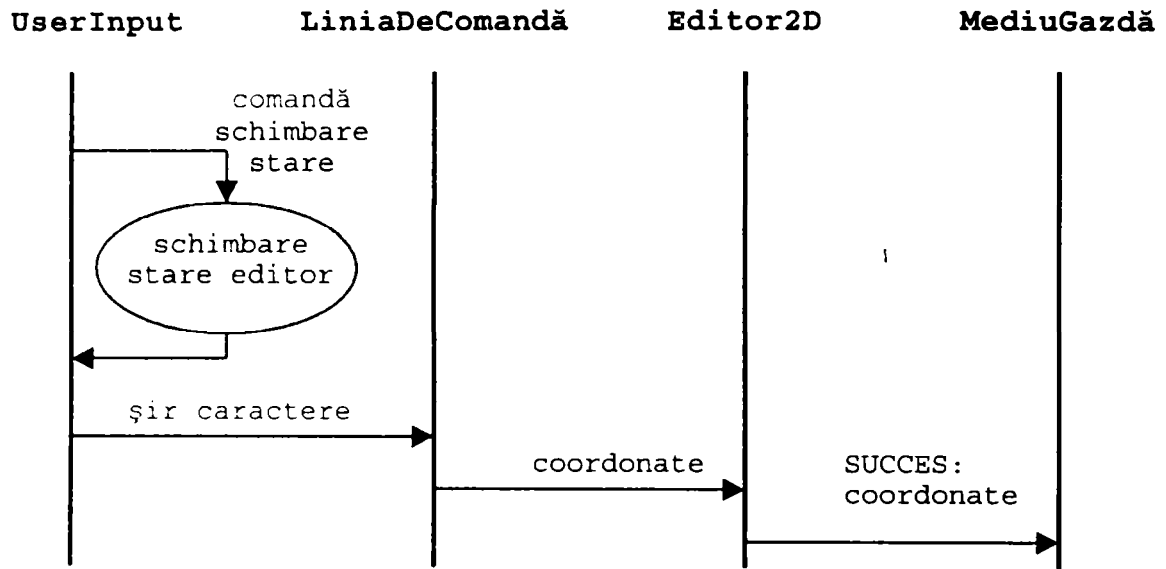 UserInput LiniaDeComandă Editor2D MediuGazdă
comandă
schimbare
stare
schimbare
stare editor
şir caractere
coordonate
SUCCES:
coordonate